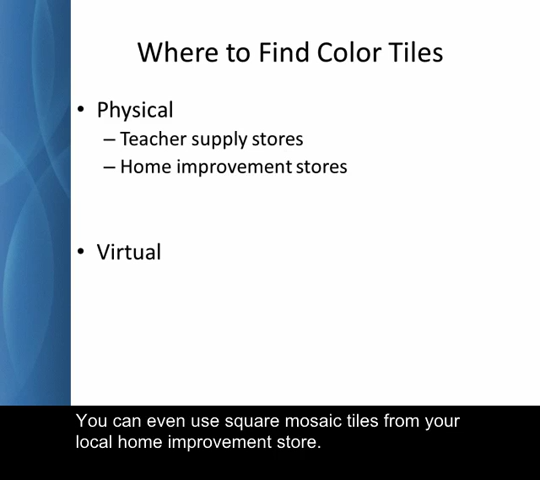 Where to Find Color Tiles
• Physical
– Teacher supply stores
– Home improvement stores
• Virtual
You can even use square mosaic tiles from your
local home improvement store.